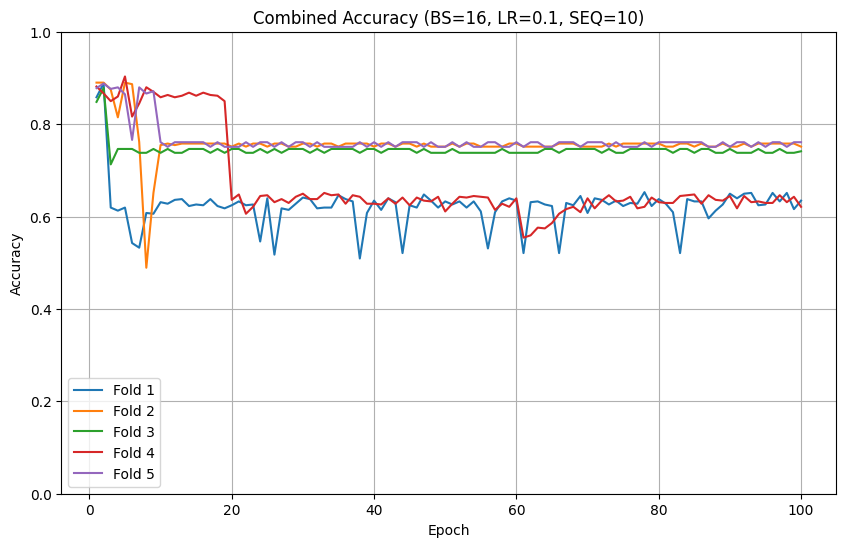 Combined Accuracy (BS=16, LR=0.1, SEQ=10)
1.0
0.8
0.6
0.4
0.2
0.0
Accuracy
Fold 1
Fold 2
Fold 3
Fold 4
Fold 5
0 20 40 60 80 100
Epoch